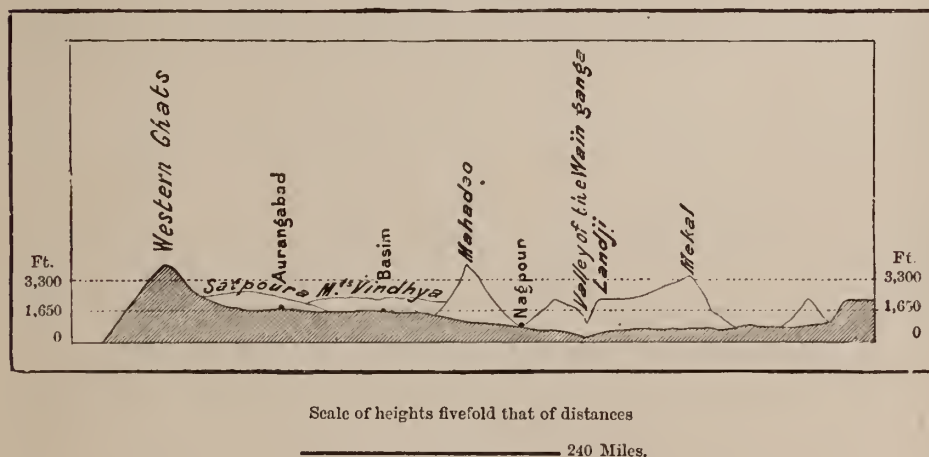 Western Ghats
Aurangabad
Basim
Mahadao
Nagpour
Valley of the Wain ganga
Landji
Mekal
Satpoura Mts Vindhya
Ft. Ft.
3,300 3,300
1,650 1,650
0 0
Scale of heights fivefold that of distances
240 Miles.